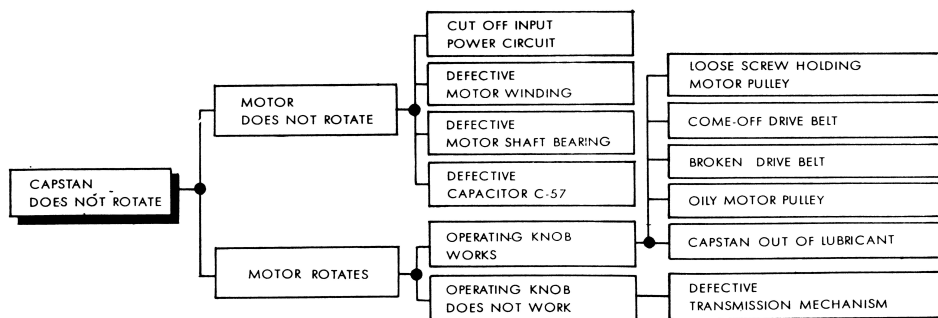 CAPSTAN
DOES NOT ROTATE
MOTOR
DOES NOT ROTATE
CUT OFF INPUT
POWER CIRCUIT
DEFECTIVE
MOTOR WINDING
DEFECTIVE
MOTOR SHAFT BEARING
DEFECTIVE
CAPACITOR C-57
MOTOR ROTATES
OPERATING KNOB
WORKS
LOOSE SCREW HOLDING
MOTOR PULLEY
COME-OFF DRIVE BELT
BROKEN DRIVE BELT
OILY MOTOR PULLEY
CAPSTAN OUT OF LUBRICANT
OPERATING KNOB
DOES NOT WORK
DEFECTIVE
TRANSMISSION MECHANISM